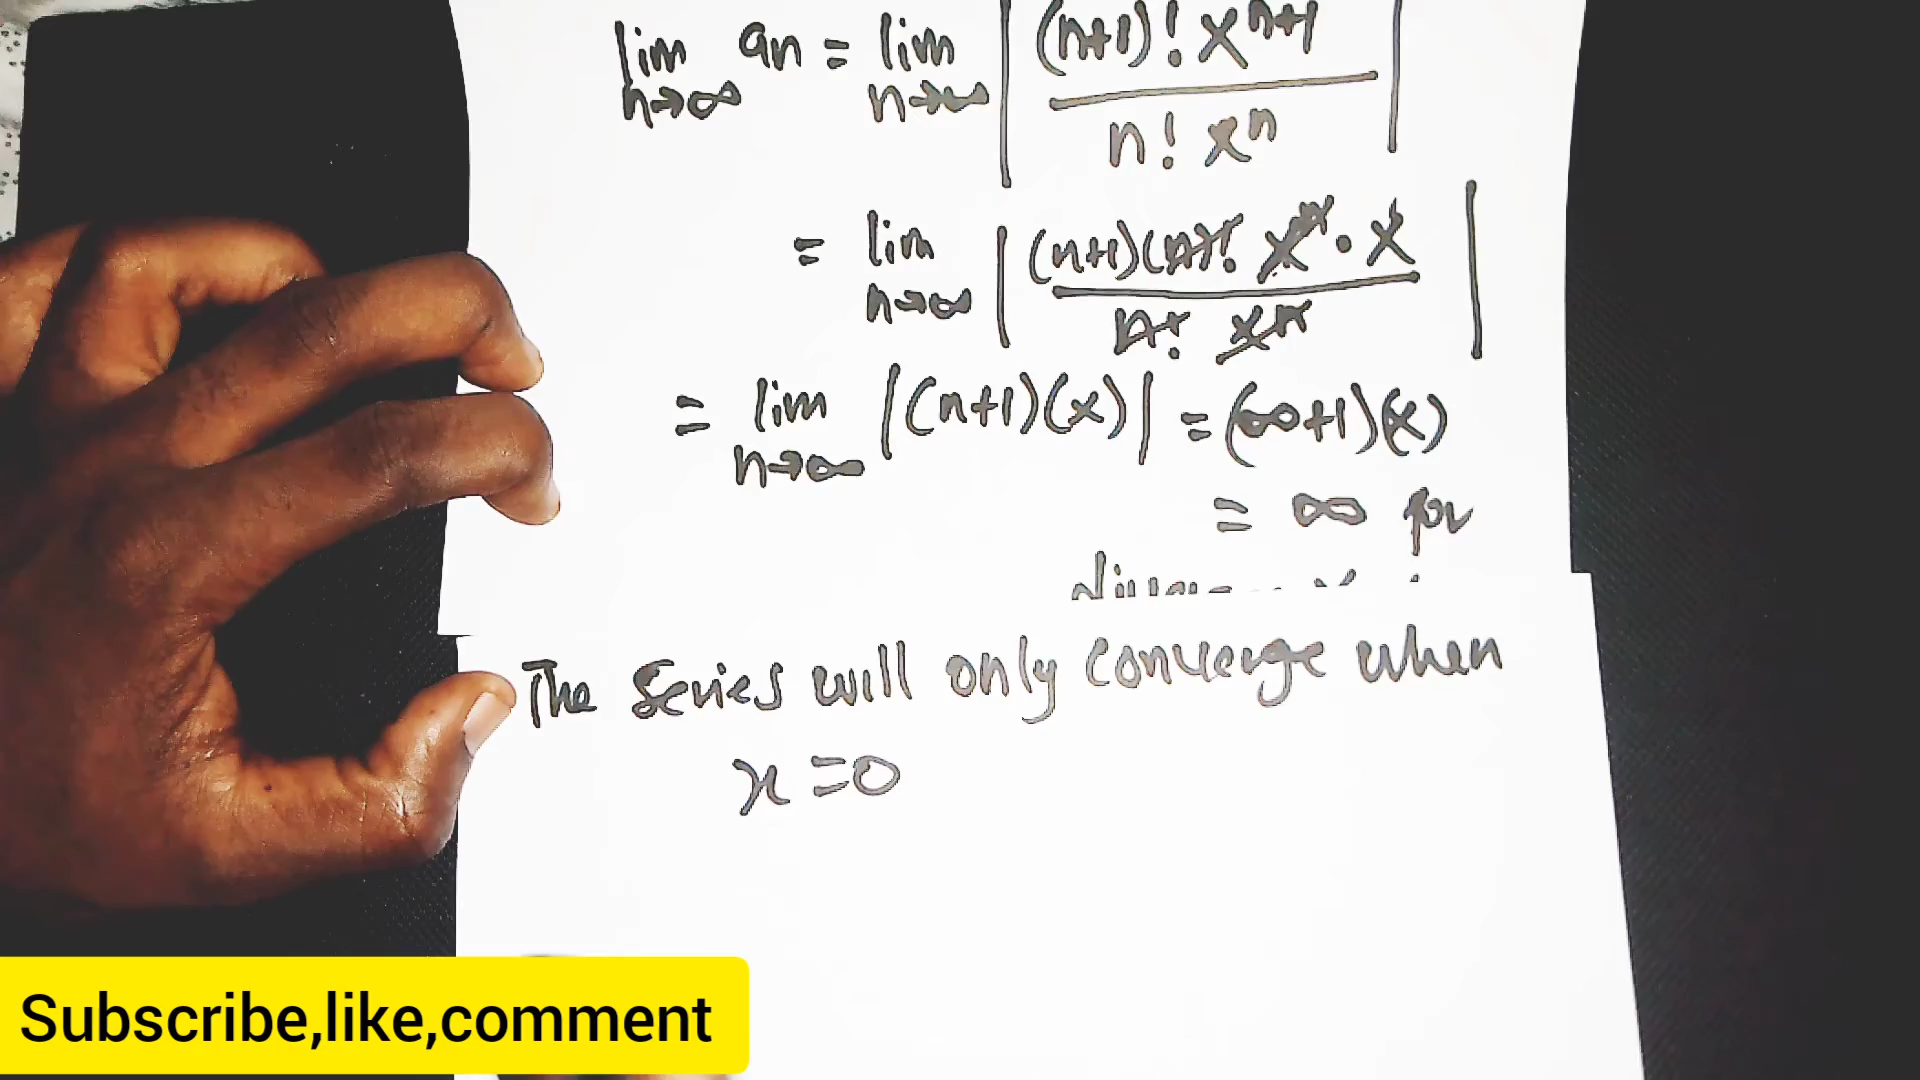 lim an = lim | (n+1)! x^n+1 |
n→∞ n→∞ n! x^n
= lim | (n+1)(n)! x^n · x |
n→∞ n! x^n
= lim |(n+1)(x)| = (∞+1)(x)
n→∞
= ∞ for
The series will only converge when
x = 0
Subscribe,like,comment